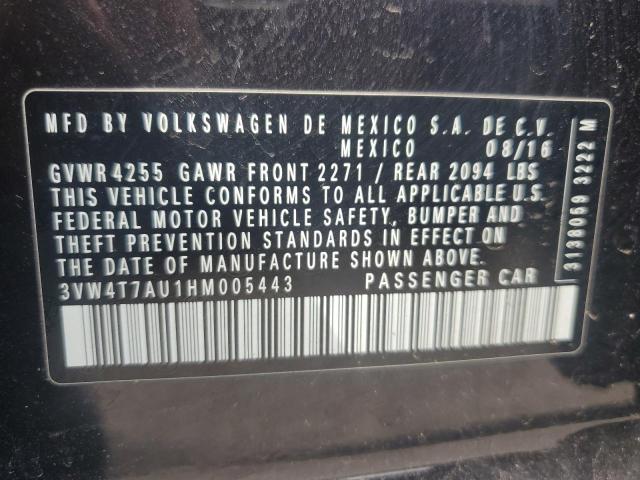 MFD BY VOLKSWAGEN DE MEXICO S.A. DE C.V.
MEXICO 08/16
GVWR 4255 GAWR FRONT 2271 / REAR 2094 LBS
THIS VEHICLE CONFORMS TO ALL APPLICABLE U.S.
FEDERAL MOTOR VEHICLE SAFETY, BUMPER AND
THEFT PREVENTION STANDARDS IN EFFECT ON
THE DATE OF MANUFACTURE SHOWN ABOVE.
3VW4T7AU1HM005443 PASSENGER CAR
3138059 3222 M